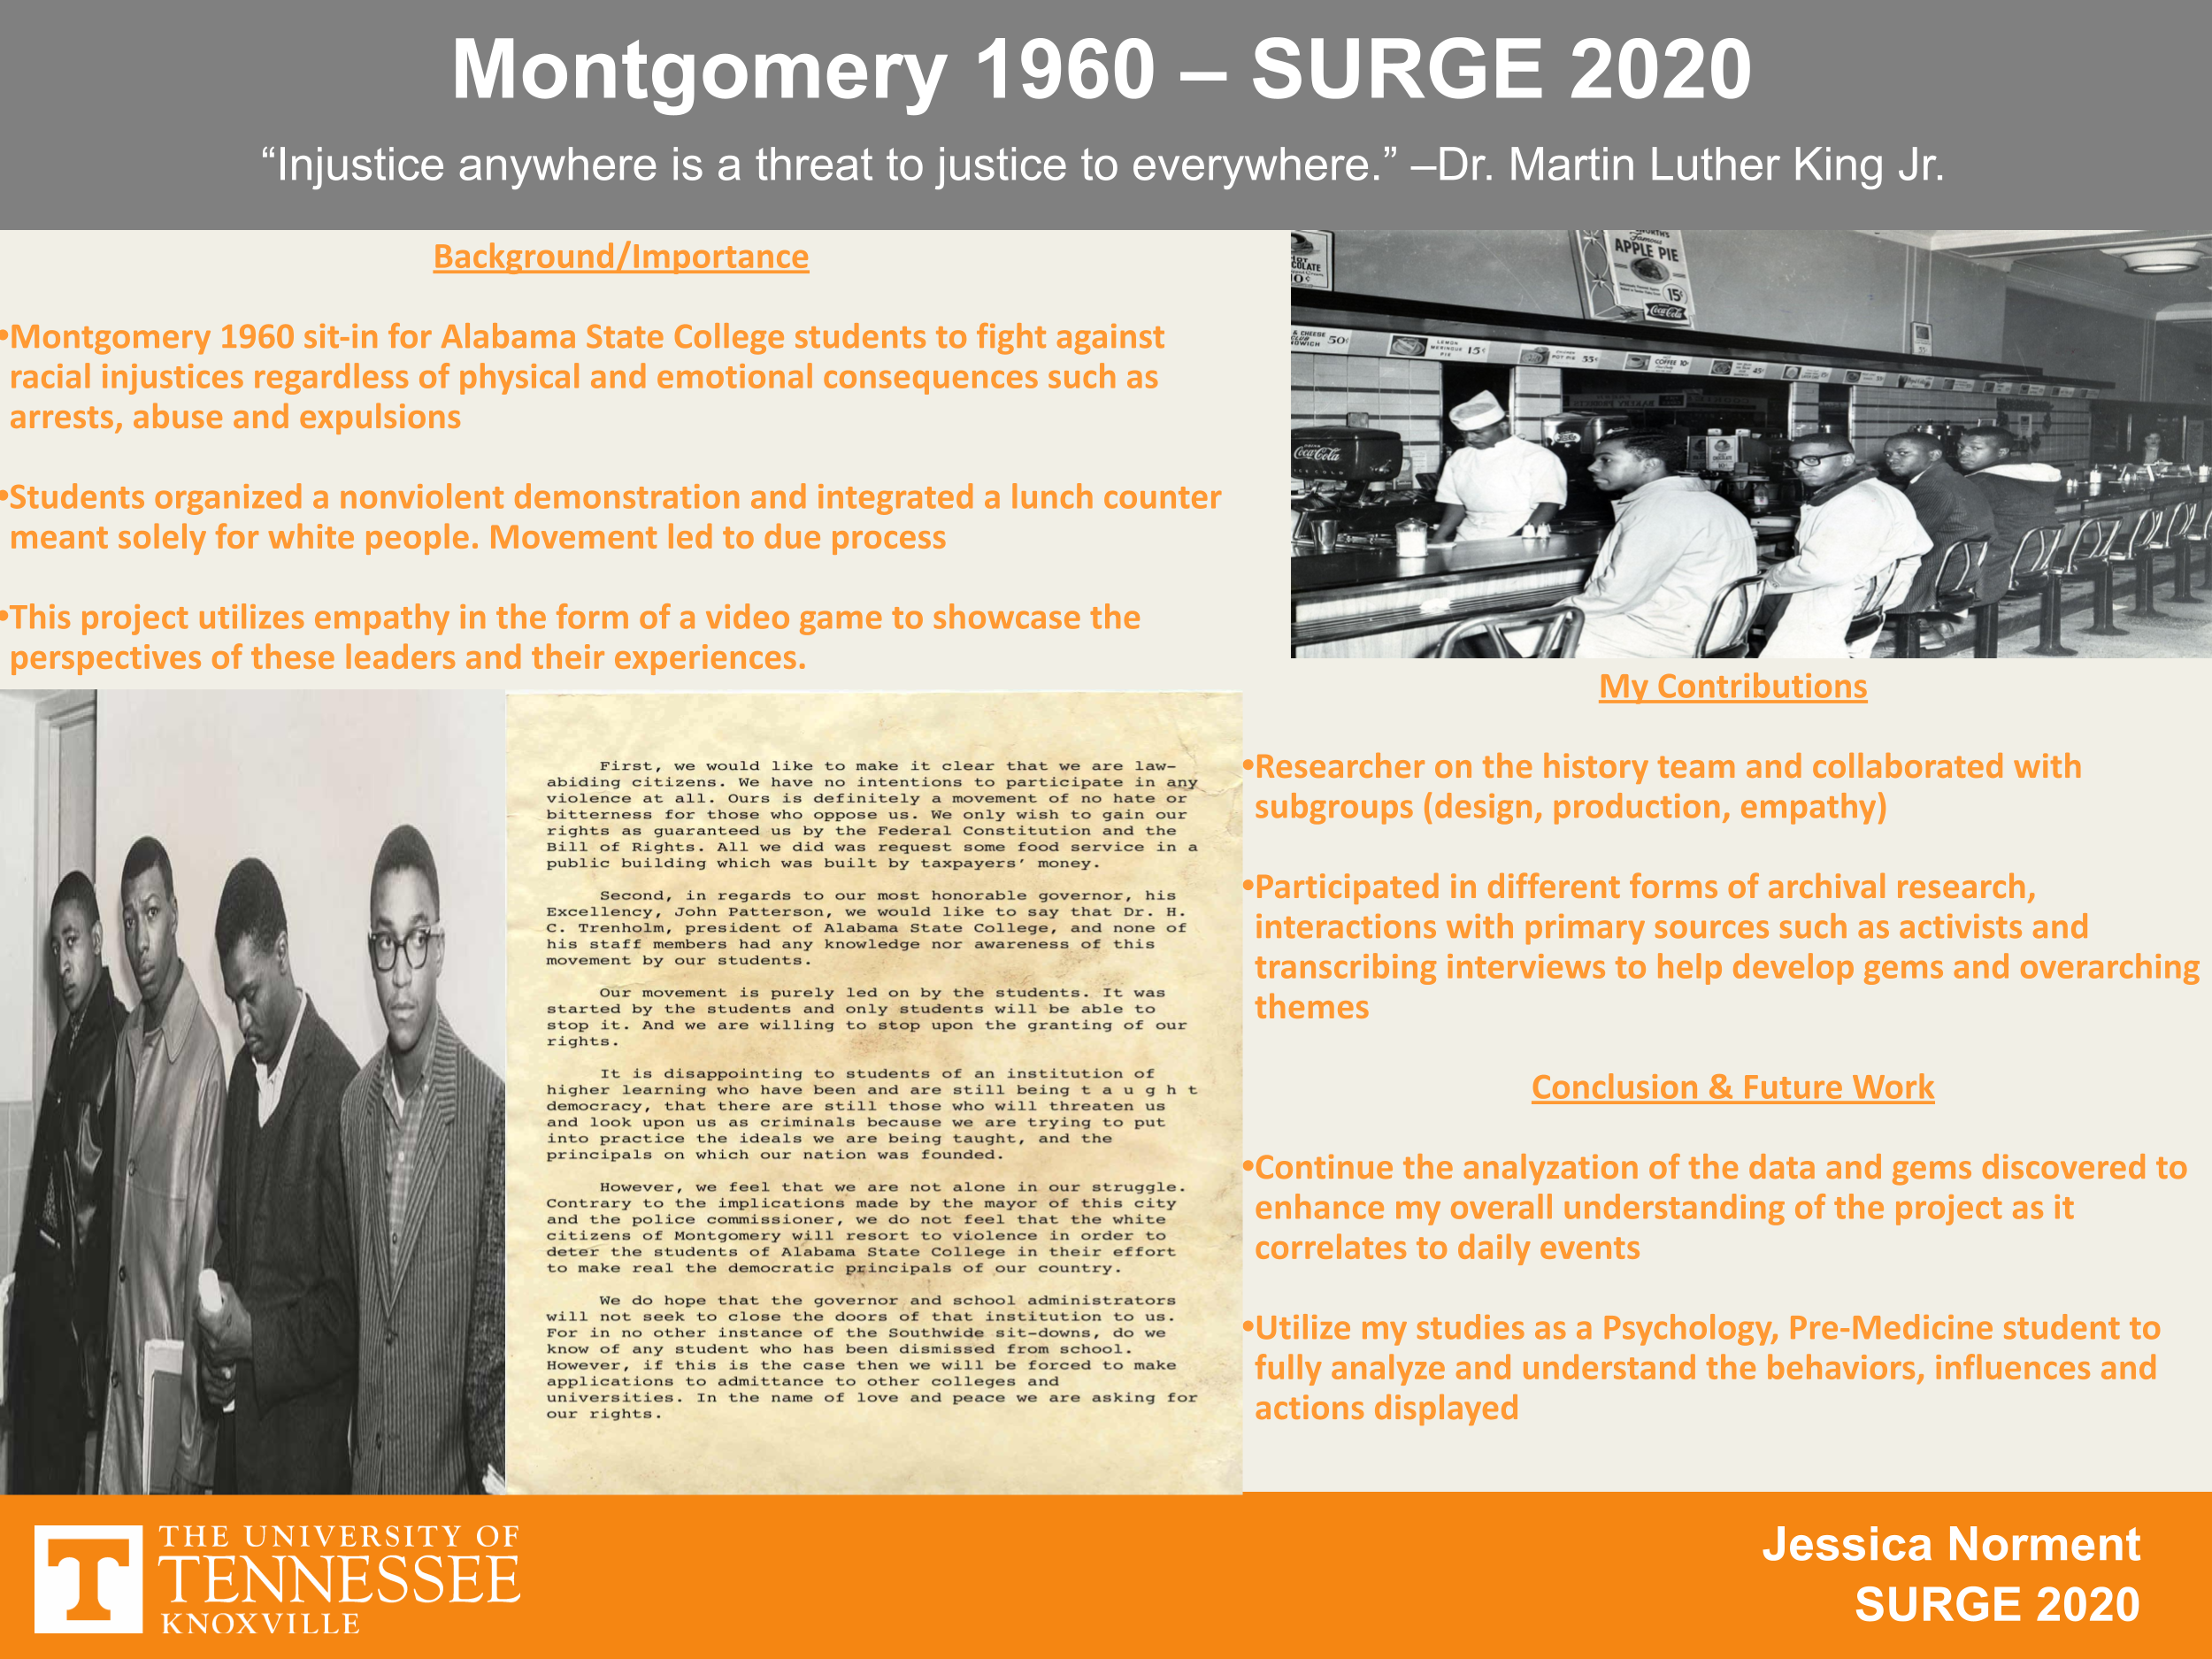 Montgomery 1960 – SURGE 2020
“Injustice anywhere is a threat to justice to everywhere.” –Dr. Martin Luther King Jr.
Background/Importance
•Montgomery 1960 sit-in for Alabama State College students to fight against
racial injustices regardless of physical and emotional consequences such as
arrests, abuse and expulsions
•Students organized a nonviolent demonstration and integrated a lunch counter
meant solely for white people. Movement led to due process
•This project utilizes empathy in the form of a video game to showcase the
perspectives of these leaders and their experiences.
Famous
APPLE PIE
15¢
Coca-Cola
HOT
10¢
50¢
LEMON
MERINGUE
PIE
15¢
55¢
COFFEE 10¢
45¢
Coca-Cola
First, we would like to make it clear that we are law-
abiding citizens. We have no intentions to participate in any
violence at all. Ours is definitely a movement of no hate or
bitterness for those who oppose us. We only wish to gain our
rights as guaranteed us by the Federal Constitution and the
Bill of Rights. All we did was request some food service in a
public building which was built by taxpayers’ money.
Second, in regards to our most honorable governor, his
Excellency, John Patterson, we would like to say that Dr. H.
C. Trenholm, president of Alabama State College, and none of
his staff members had any knowledge nor awareness of this
movement by our students.
Our movement is purely led on by the students. It was
started by the students and only students will be able to
stop it. And we are willing to stop upon the granting of our
rights.
It is disappointing to students of an institution of
higher learning who have been and are still being t a u g h t
democracy, that there are still those who will threaten us
and look upon us as criminals because we are trying to put
into practice the ideals we are being taught, and the
principals on which our nation was founded.
However, we feel that we are not alone in our struggle.
Contrary to the implications made by the mayor of this city
and the police commissioner, we do not feel that the white
citizens of Montgomery will resort to violence in order to
deter the students of Alabama State College in their effort
to make real the democratic principals of our country.
We do hope that the governor and school administrators
will not seek to close the doors of that institution to us.
For in no other instance of the Southwide sit-downs, do we
know of any student who has been dismissed from school.
However, if this is the case then we will be forced to make
applications to admittance to other colleges and
universities. In the name of love and peace we are asking for
our rights.
My Contributions
•Researcher on the history team and collaborated with
subgroups (design, production, empathy)
•Participated in different forms of archival research,
interactions with primary sources such as activists and
transcribing interviews to help develop gems and overarching
themes
Conclusion & Future Work
•Continue the analyzation of the data and gems discovered to
enhance my overall understanding of the project as it
correlates to daily events
•Utilize my studies as a Psychology, Pre-Medicine student to
fully analyze and understand the behaviors, influences and
actions displayed
T
THE UNIVERSITY OF
TENNESSEE
KNOXVILLE
Jessica Norment
SURGE 2020